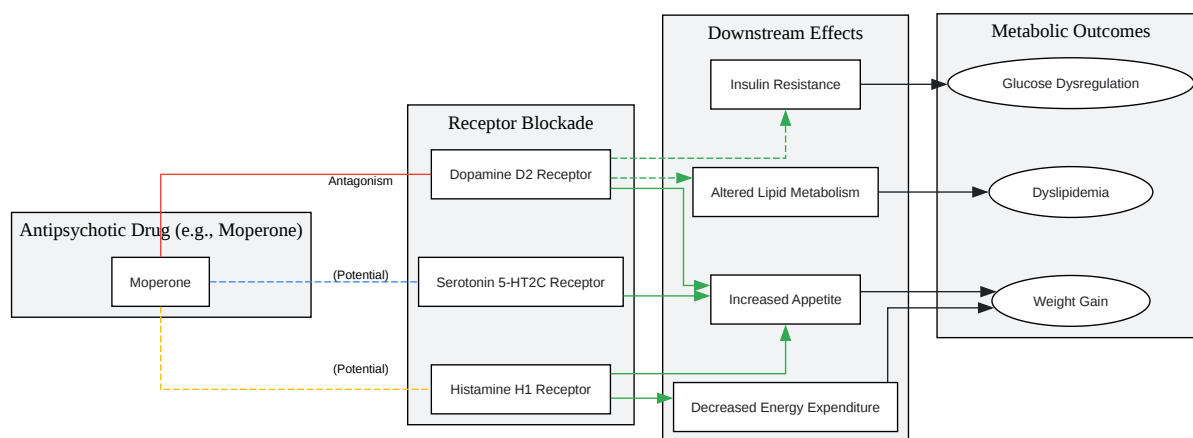 Antipsychotic Drug (e.g., Moperone)
Moperone
Antagonism
(Potential)
(Potential)
Receptor Blockade
Dopamine D2 Receptor
Serotonin 5-HT2C Receptor
Histamine H1 Receptor
Downstream Effects
Insulin Resistance
Altered Lipid Metabolism
Increased Appetite
Decreased Energy Expenditure
Metabolic Outcomes
Glucose Dysregulation
Dyslipidemia
Weight Gain